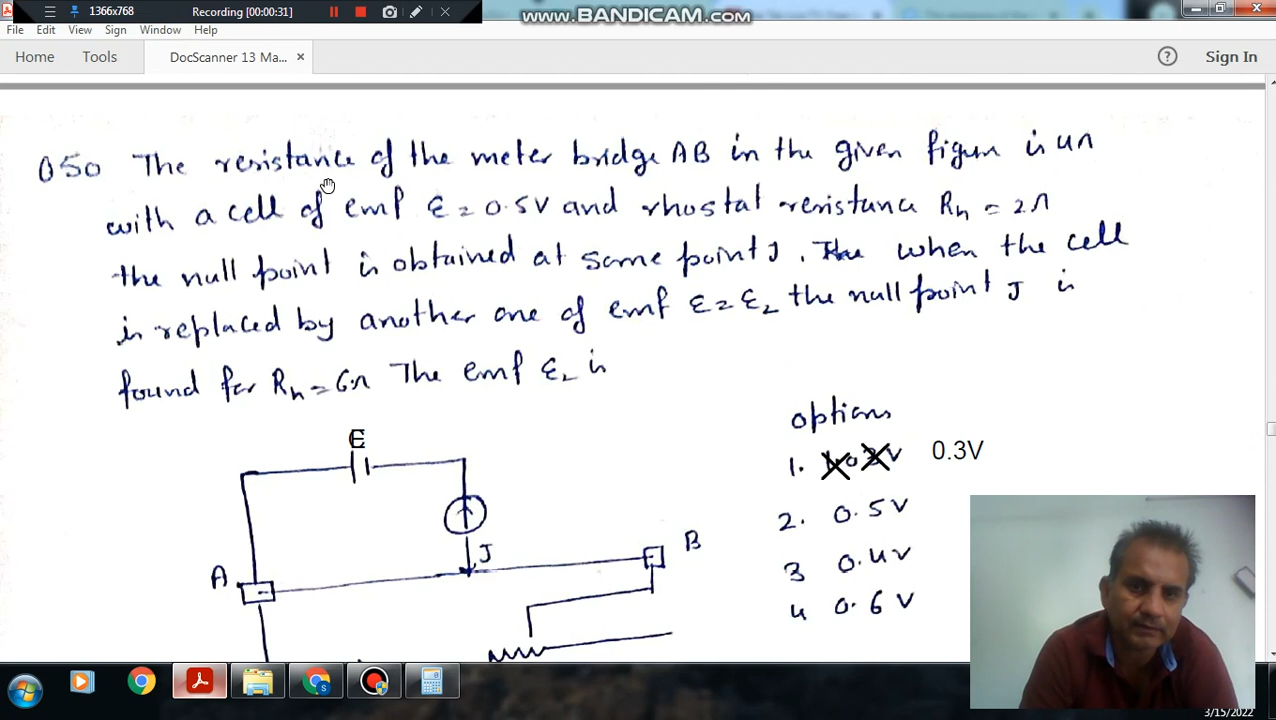 Recording [00:00:31]
www.BANDICAM.com
1366x768
File Edit View Sign Window Help
Home Tools DocScanner 13 Ma... × Sign In
Q50 The resistance of the meter bridge AB in the given figure is 4Ω
with a cell of emf ε = 0.5V and rhostat resistance Rh = 2Ω
the null point is obtained at some point J. The when the cell
is replaced by another one of emf ε = ε2 the null point J is
found for Rh = 6Ω The emf ε2 is
options
E
1. V 0.3V
2. 0.5V
3 0.4V
4 0.6V
A
J
B
3/15/2022